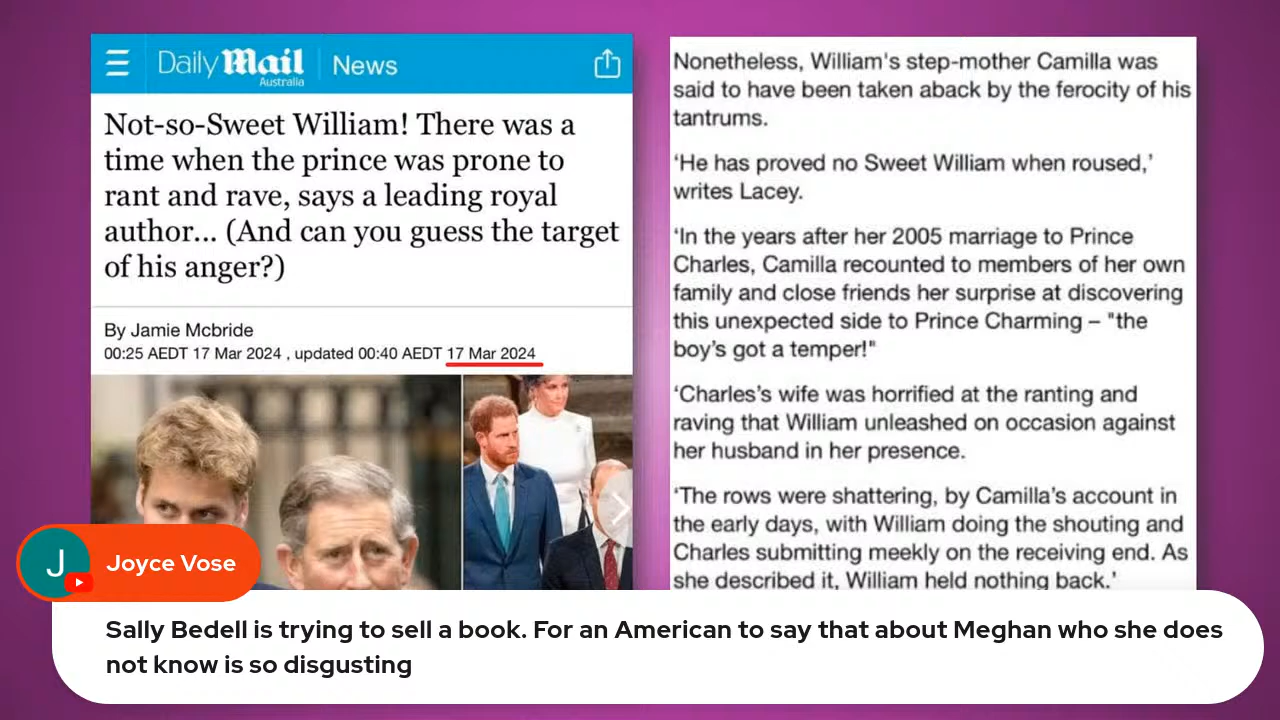 Daily Mail
Australia
News
Not-so-Sweet William! There was a
time when the prince was prone to
rant and rave, says a leading royal
author... (And can you guess the target
of his anger?)
By Jamie Mcbride
00:25 AEDT 17 Mar 2024 , updated 00:40 AEDT 17 Mar 2024
Nonetheless, William's step-mother Camilla was
said to have been taken aback by the ferocity of his
tantrums.
‘He has proved no Sweet William when roused,’
writes Lacey.
‘In the years after her 2005 marriage to Prince
Charles, Camilla recounted to members of her own
family and close friends her surprise at discovering
this unexpected side to Prince Charming – "the
boy’s got a temper!"
‘Charles’s wife was horrified at the ranting and
raving that William unleashed on occasion against
her husband in her presence.
‘The rows were shattering, by Camilla’s account in
the early days, with William doing the shouting and
Charles submitting meekly on the receiving end. As
she described it, William held nothing back.’
J
Joyce Vose
Sally Bedell is trying to sell a book. For an American to say that about Meghan who she does
not know is so disgusting